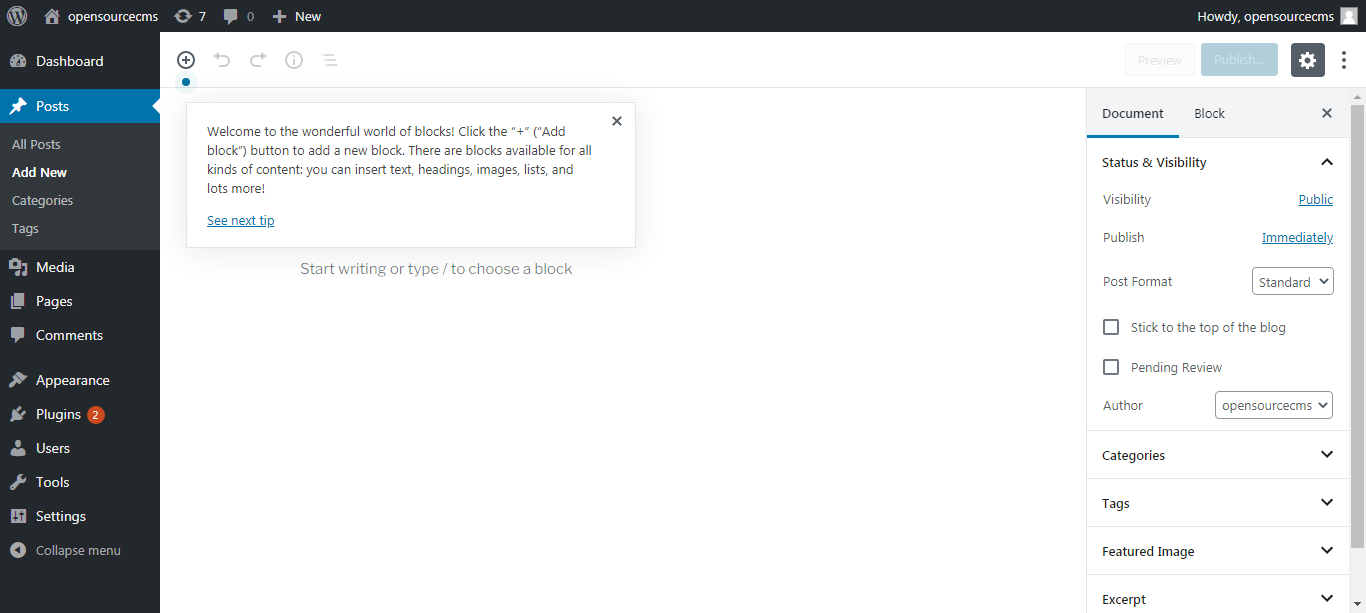 opensourcecms
7
0
New
Howdy, opensourcecms
Dashboard
Posts
All Posts
Add New
Categories
Tags
Media
Pages
Comments
Appearance
Plugins 2
Users
Tools
Settings
Collapse menu
Preview
Publish...
Welcome to the wonderful world of blocks! Click the “+” (“Add
block”) button to add a new block. There are blocks available for all
kinds of content: you can insert text, headings, images, lists, and
lots more!
See next tip
Start writing or type / to choose a block
Document
Block
Status & Visibility
Visibility
Public
Publish
Immediately
Post Format
Standard
Stick to the top of the blog
Pending Review
Author
opensourcecms
Categories
Tags
Featured Image
Excerpt